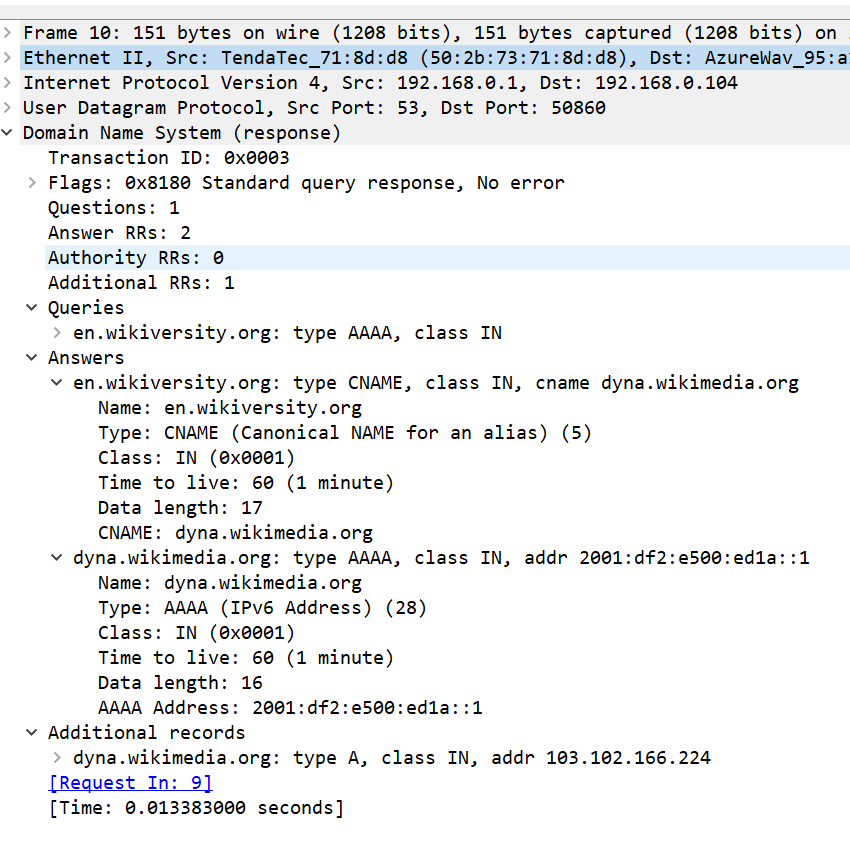 Frame 10: 151 bytes on wire (1208 bits), 151 bytes captured (1208 bits) on
Ethernet II, Src: TendaTec_71:8d:d8 (50:2b:73:71:8d:d8), Dst: AzureWav_95:a
Internet Protocol Version 4, Src: 192.168.0.1, Dst: 192.168.0.104
User Datagram Protocol, Src Port: 53, Dst Port: 50860
Domain Name System (response)
Transaction ID: 0x0003
Flags: 0x8180 Standard query response, No error
Questions: 1
Answer RRs: 2
Authority RRs: 0
Additional RRs: 1
Queries
en.wikiversity.org: type AAAA, class IN
Answers
en.wikiversity.org: type CNAME, class IN, cname dyna.wikimedia.org
Name: en.wikiversity.org
Type: CNAME (Canonical NAME for an alias) (5)
Class: IN (0x0001)
Time to live: 60 (1 minute)
Data length: 17
CNAME: dyna.wikimedia.org
dyna.wikimedia.org: type AAAA, class IN, addr 2001:df2:e500:ed1a::1
Name: dyna.wikimedia.org
Type: AAAA (IPv6 Address) (28)
Class: IN (0x0001)
Time to live: 60 (1 minute)
Data length: 16
AAAA Address: 2001:df2:e500:ed1a::1
Additional records
dyna.wikimedia.org: type A, class IN, addr 103.102.166.224
[Request In: 9]
[Time: 0.013383000 seconds]